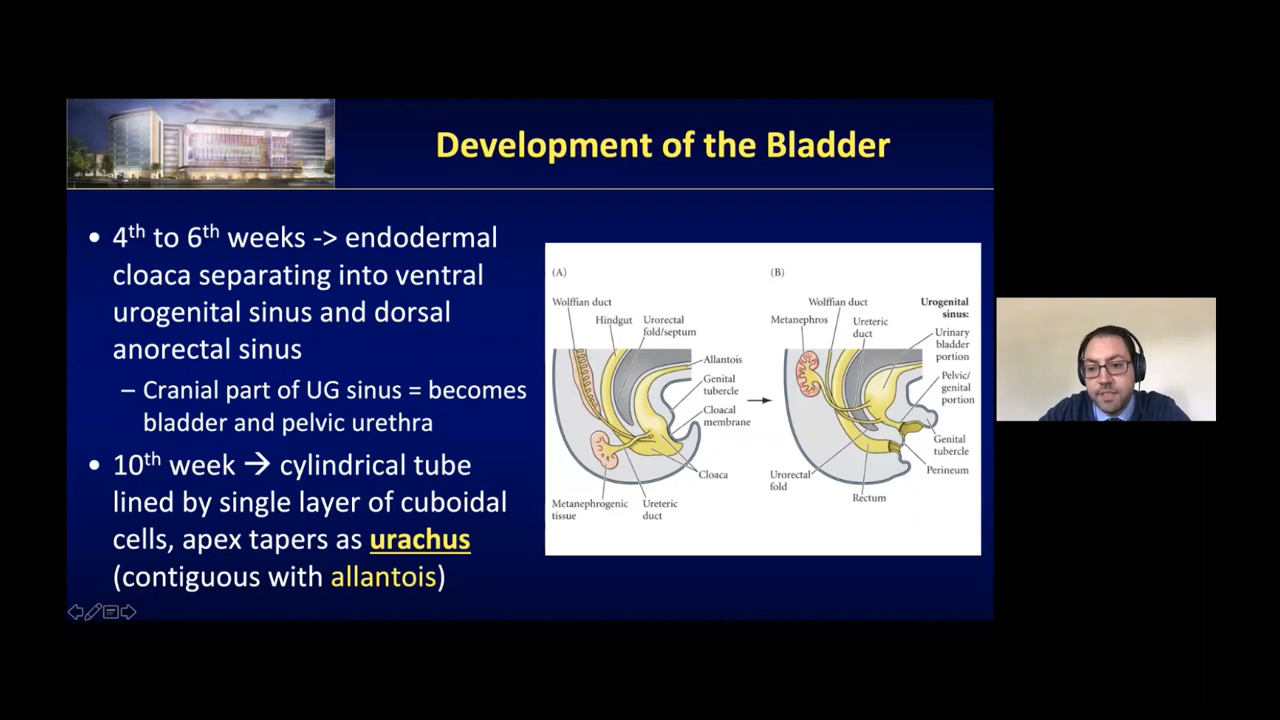 Development of the Bladder
• 4th to 6th weeks -> endodermal
cloaca separating into ventral
urogenital sinus and dorsal
anorectal sinus
– Cranial part of UG sinus = becomes
bladder and pelvic urethra
• 10th week → cylindrical tube
lined by single layer of cuboidal
cells, apex tapers as urachus
(contiguous with allantois)
(A)
Wolffian duct
Hindgut
Urorectal
fold/septum
Allantois
Genital
tubercle
Cloacal
membrane
Cloaca
Metanephrogenic
tissue
Ureteric
duct
(B)
Wolffian duct
Metanephros
Ureteric
duct
Urogenital
sinus:
Urinary
bladder
portion
Pelvic/
genital
portion
Genital
tubercle
Perineum
Urorectal
fold
Rectum